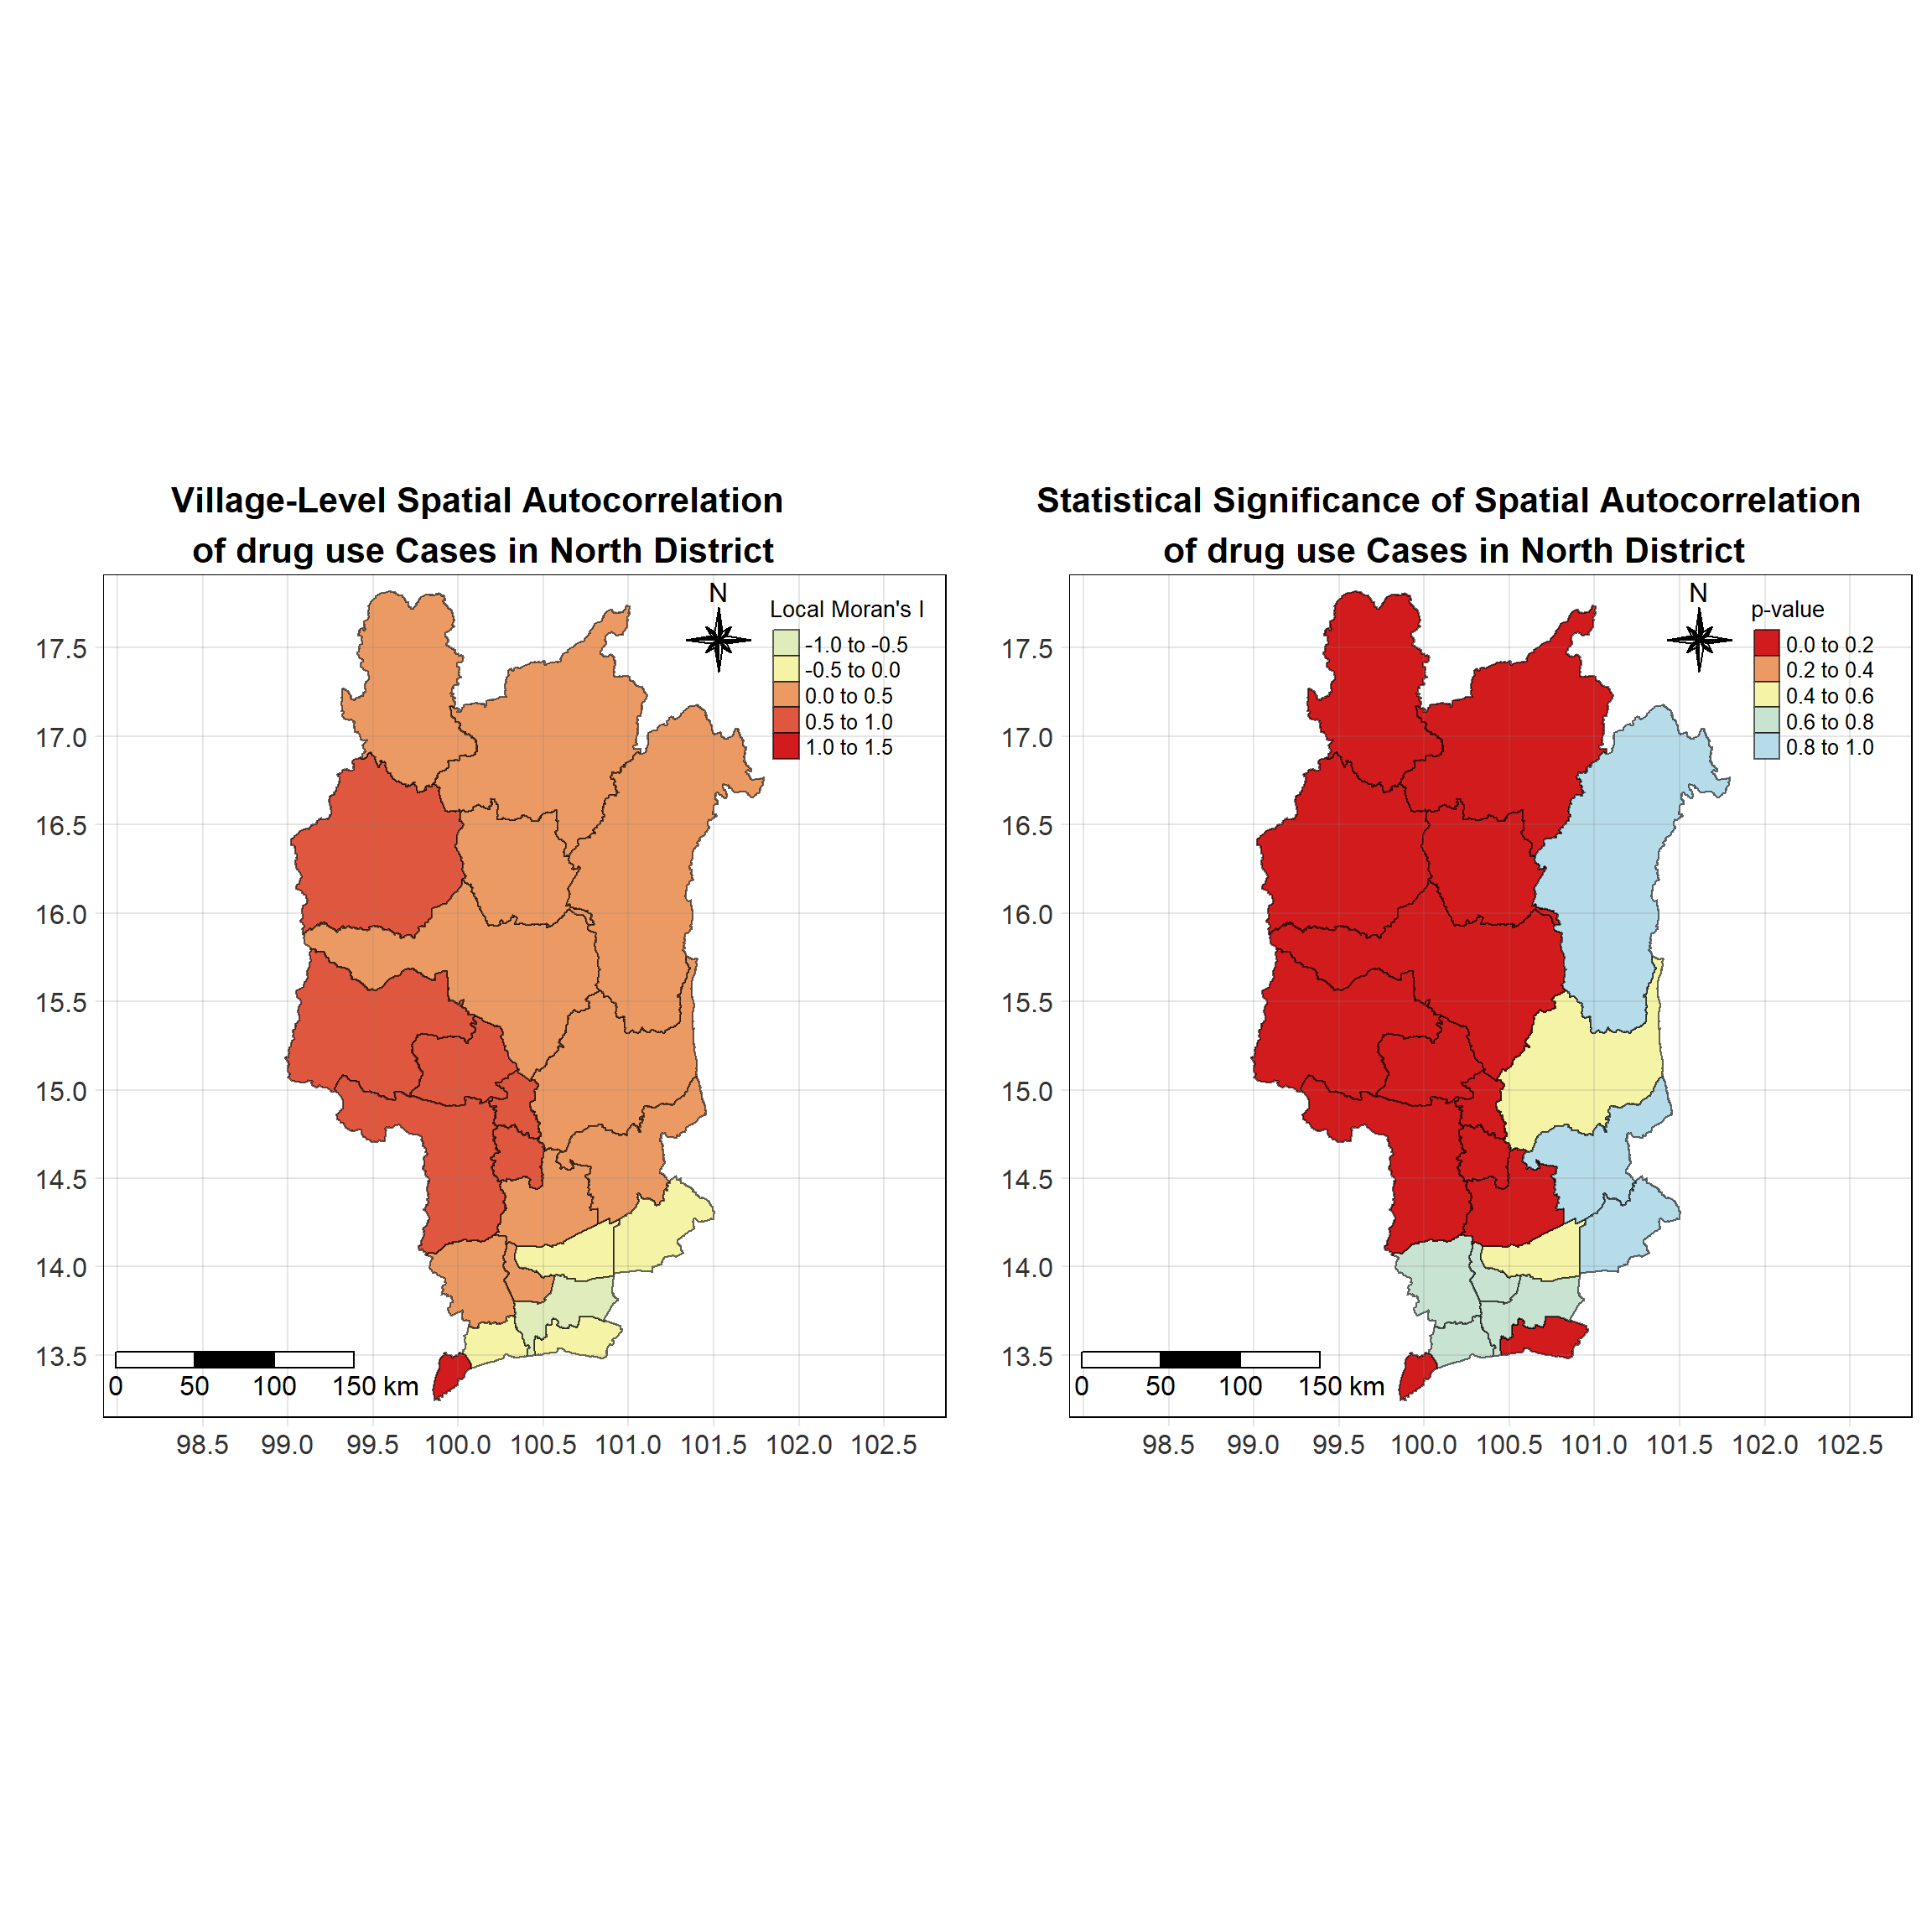 Village-Level Spatial Autocorrelation
of drug use Cases in North District
N
Local Moran's I
-1.0 to -0.5
-0.5 to 0.0
0.0 to 0.5
0.5 to 1.0
1.0 to 1.5
17.5
17.0
16.5
16.0
15.5
15.0
14.5
14.0
13.5
0 50 100 150 km
98.5 99.0 99.5 100.0 100.5 101.0 101.5 102.0 102.5
Statistical Significance of Spatial Autocorrelation
of drug use Cases in North District
N
p-value
0.0 to 0.2
0.2 to 0.4
0.4 to 0.6
0.6 to 0.8
0.8 to 1.0
17.5
17.0
16.5
16.0
15.5
15.0
14.5
14.0
13.5
0 50 100 150 km
98.5 99.0 99.5 100.0 100.5 101.0 101.5 102.0 102.5